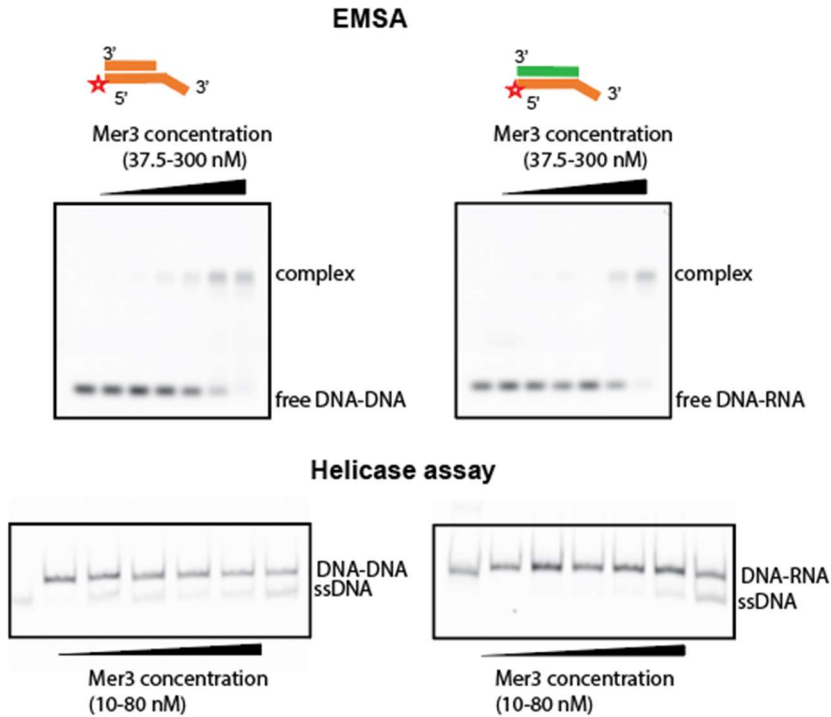 EMSA
3’
3’
5’
3’
3’
5’
Mer3 concentration
(37.5-300 nM)
Mer3 concentration
(37.5-300 nM)
complex
complex
free DNA-DNA
free DNA-RNA
Helicase assay
DNA-DNA
ssDNA
DNA-RNA
ssDNA
Mer3 concentration
(10-80 nM)
Mer3 concentration
(10-80 nM)